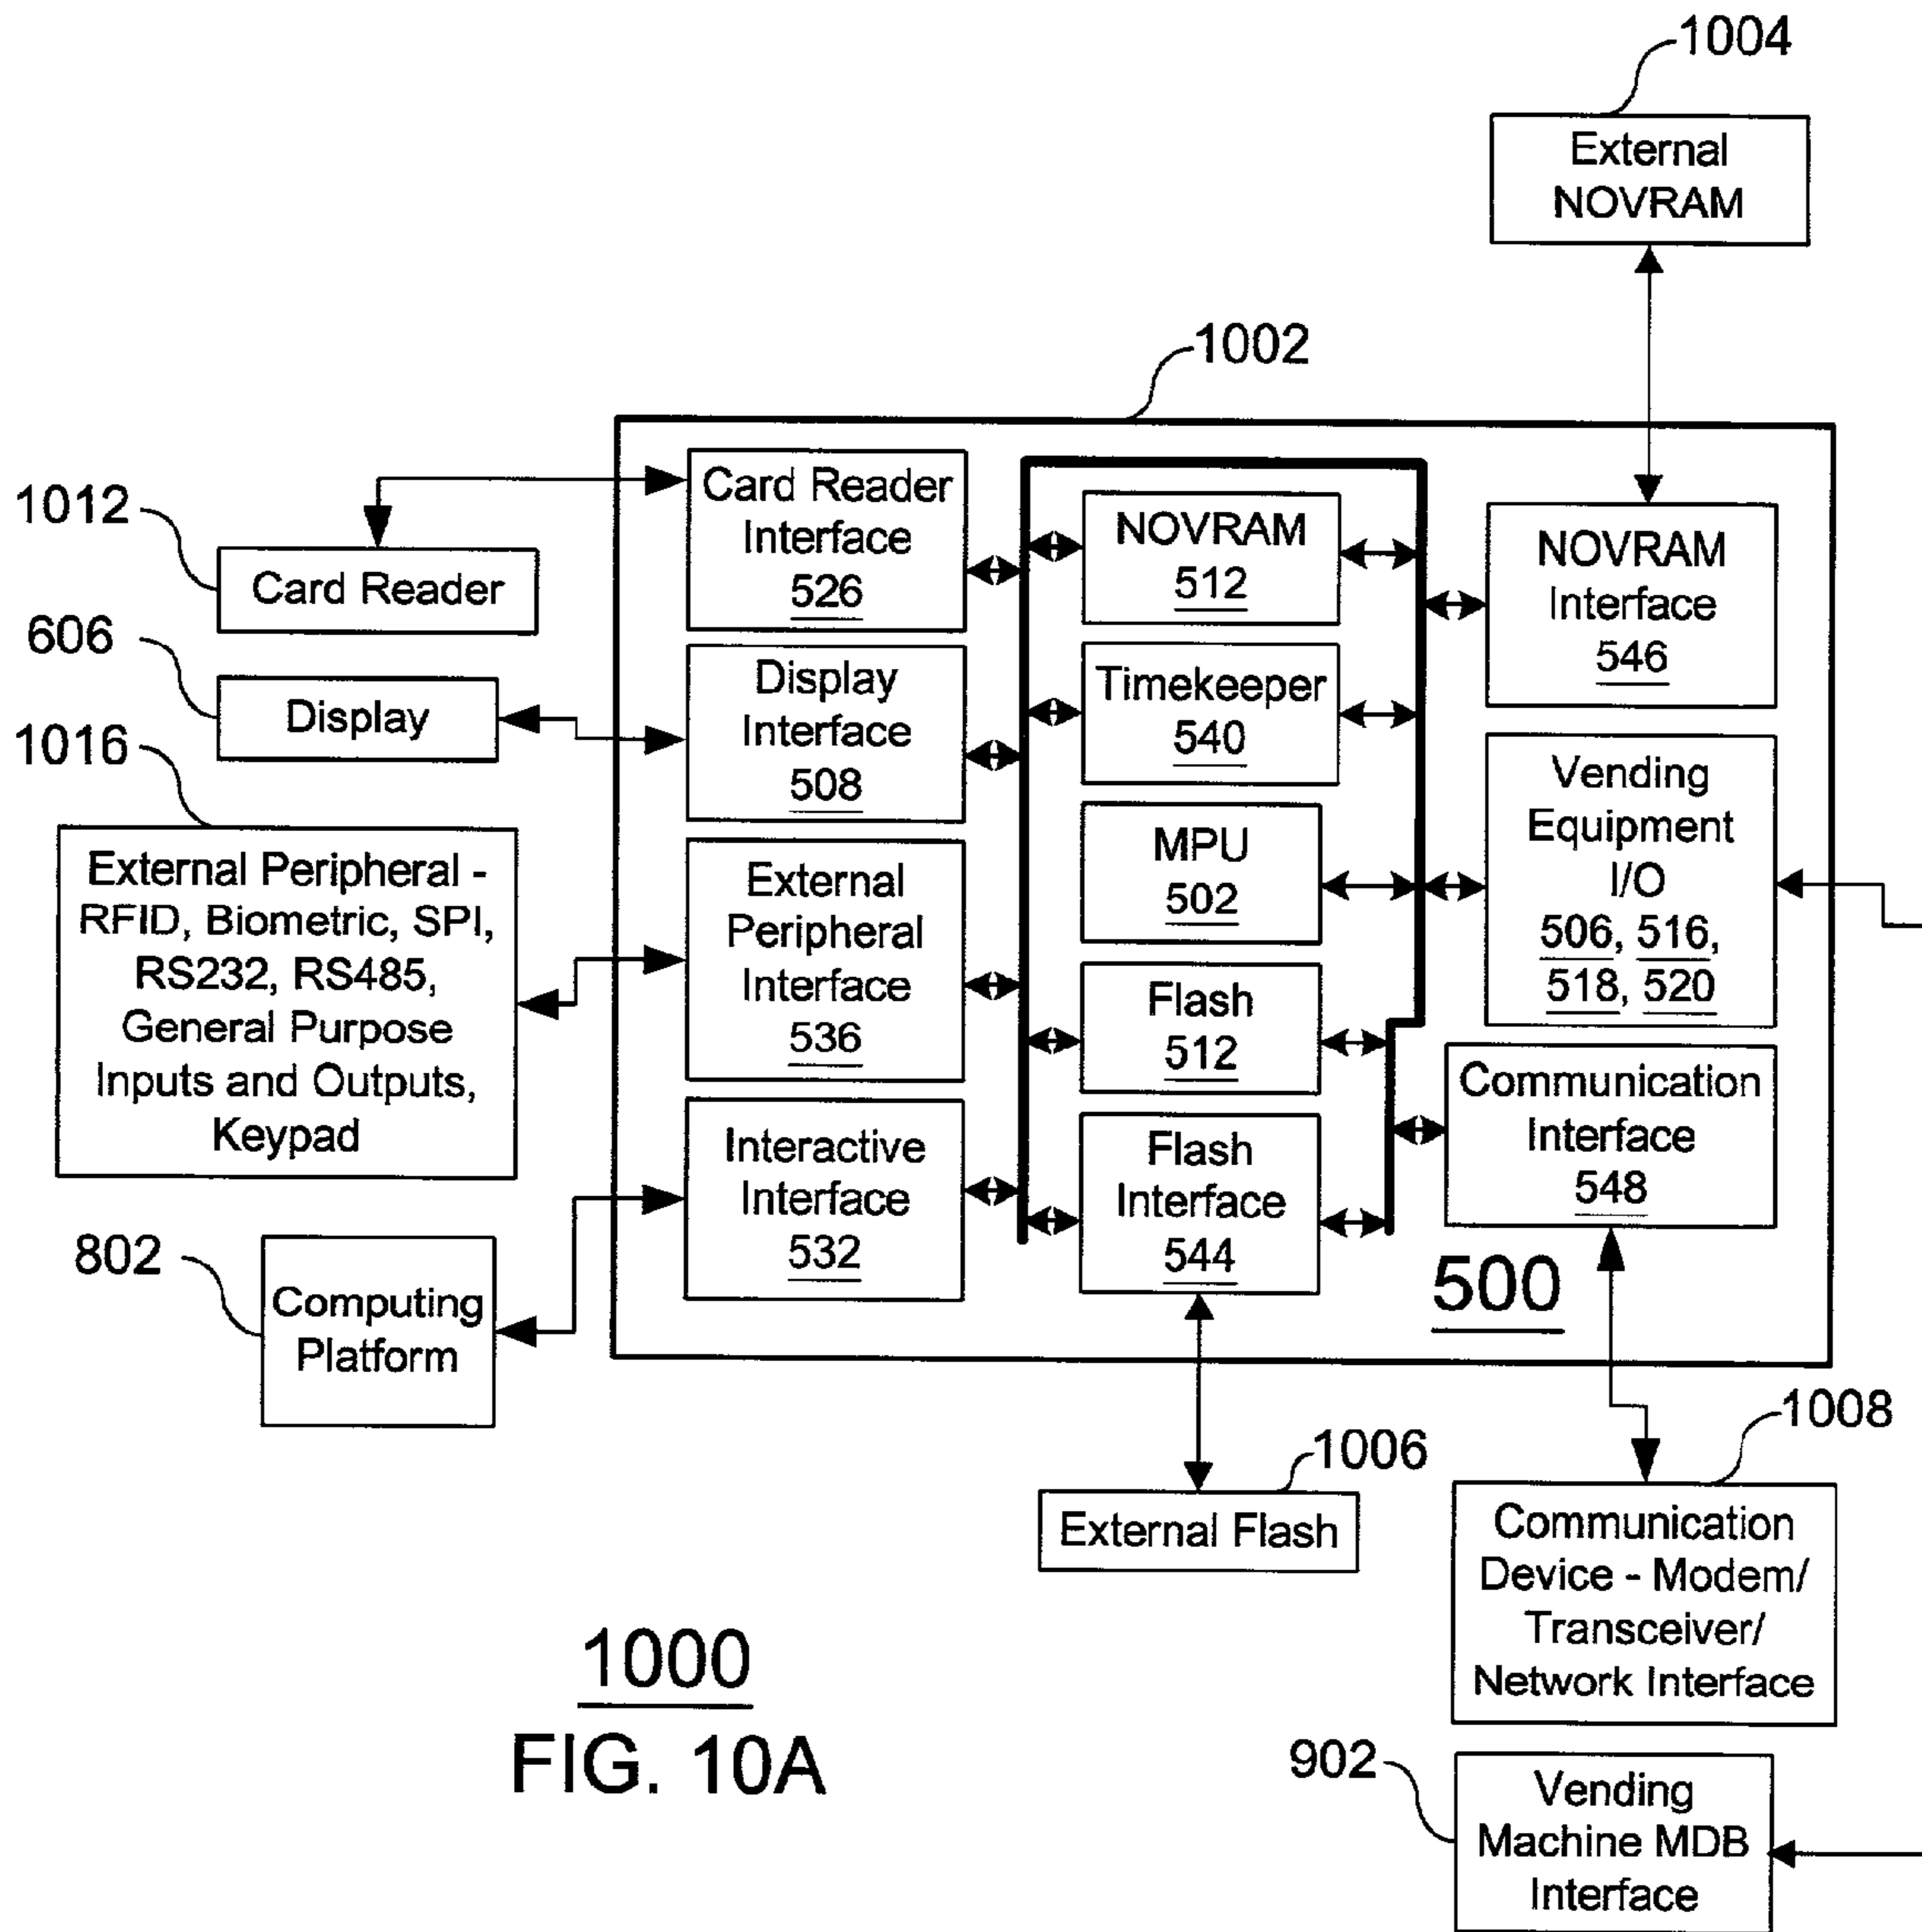 1004
External
NOVRAM
1002
Card Reader
Interface
526
NOVRAM
512
NOVRAM
Interface
546
1012
Card Reader
606
Display
Display
Interface
508
Timekeeper
540
1016
External Peripheral -
RFID, Biometric, SPI,
RS232, RS485,
General Purpose
Inputs and Outputs,
Keypad
External
Peripheral
Interface
536
MPU
502
Vending
Equipment
I/O
506, 516,
518, 520
Flash
512
Communication
Interface
548
Interactive
Interface
532
Flash
Interface
544
500
802
Computing
Platform
1006
External Flash
1008
Communication
Device - Modem/
Transceiver/
Network Interface
1000
FIG. 10A
902
Vending
Machine MDB
Interface